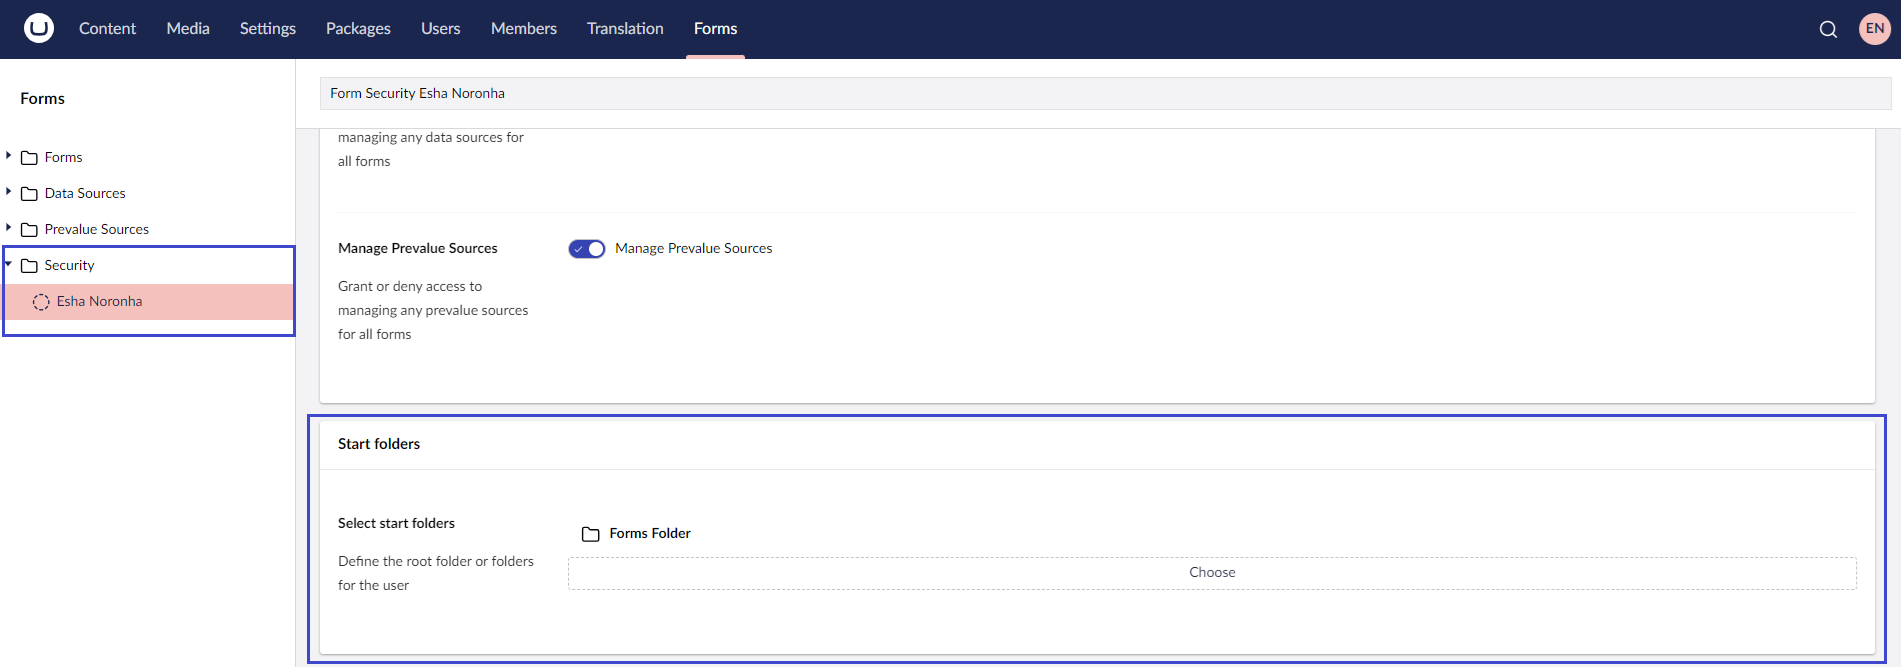 Content Media Settings Packages Users Members Translation Forms EN
Forms
Forms
Data Sources
Prevalue Sources
Security
Esha Noronha
Form Security Esha Noronha
managing any data sources for
all forms
Manage Prevalue Sources
Manage Prevalue Sources
Grant or deny access to
managing any prevalue sources
for all forms
Start folders
Select start folders
Define the root folder or folders
for the user
Forms Folder
Choose